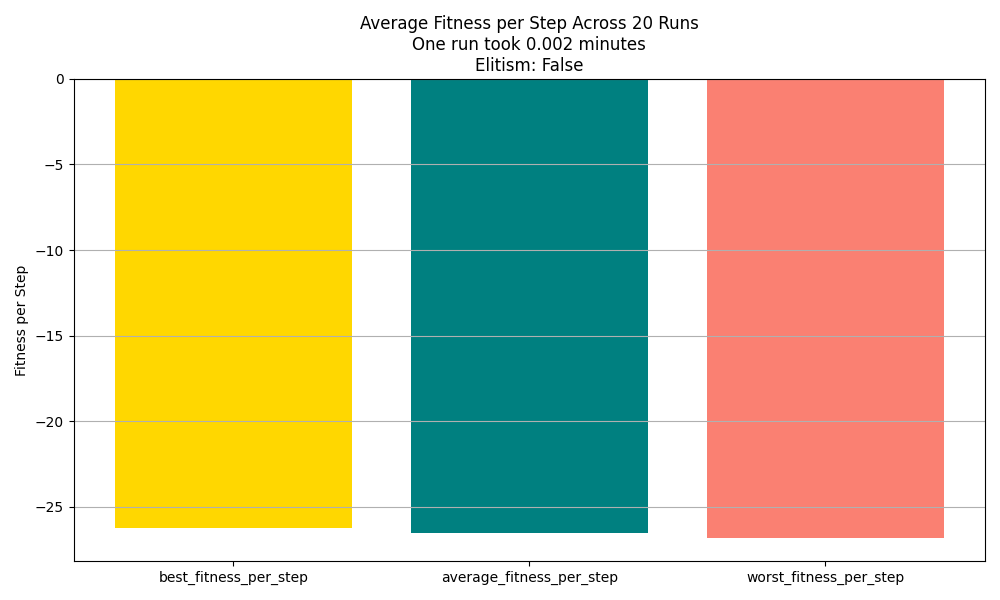 Average Fitness per Step Across 20 Runs
One run took 0.002 minutes
Elitism: False
Fitness per Step
0
−5
−10
−15
−20
−25
best_fitness_per_step
average_fitness_per_step
worst_fitness_per_step